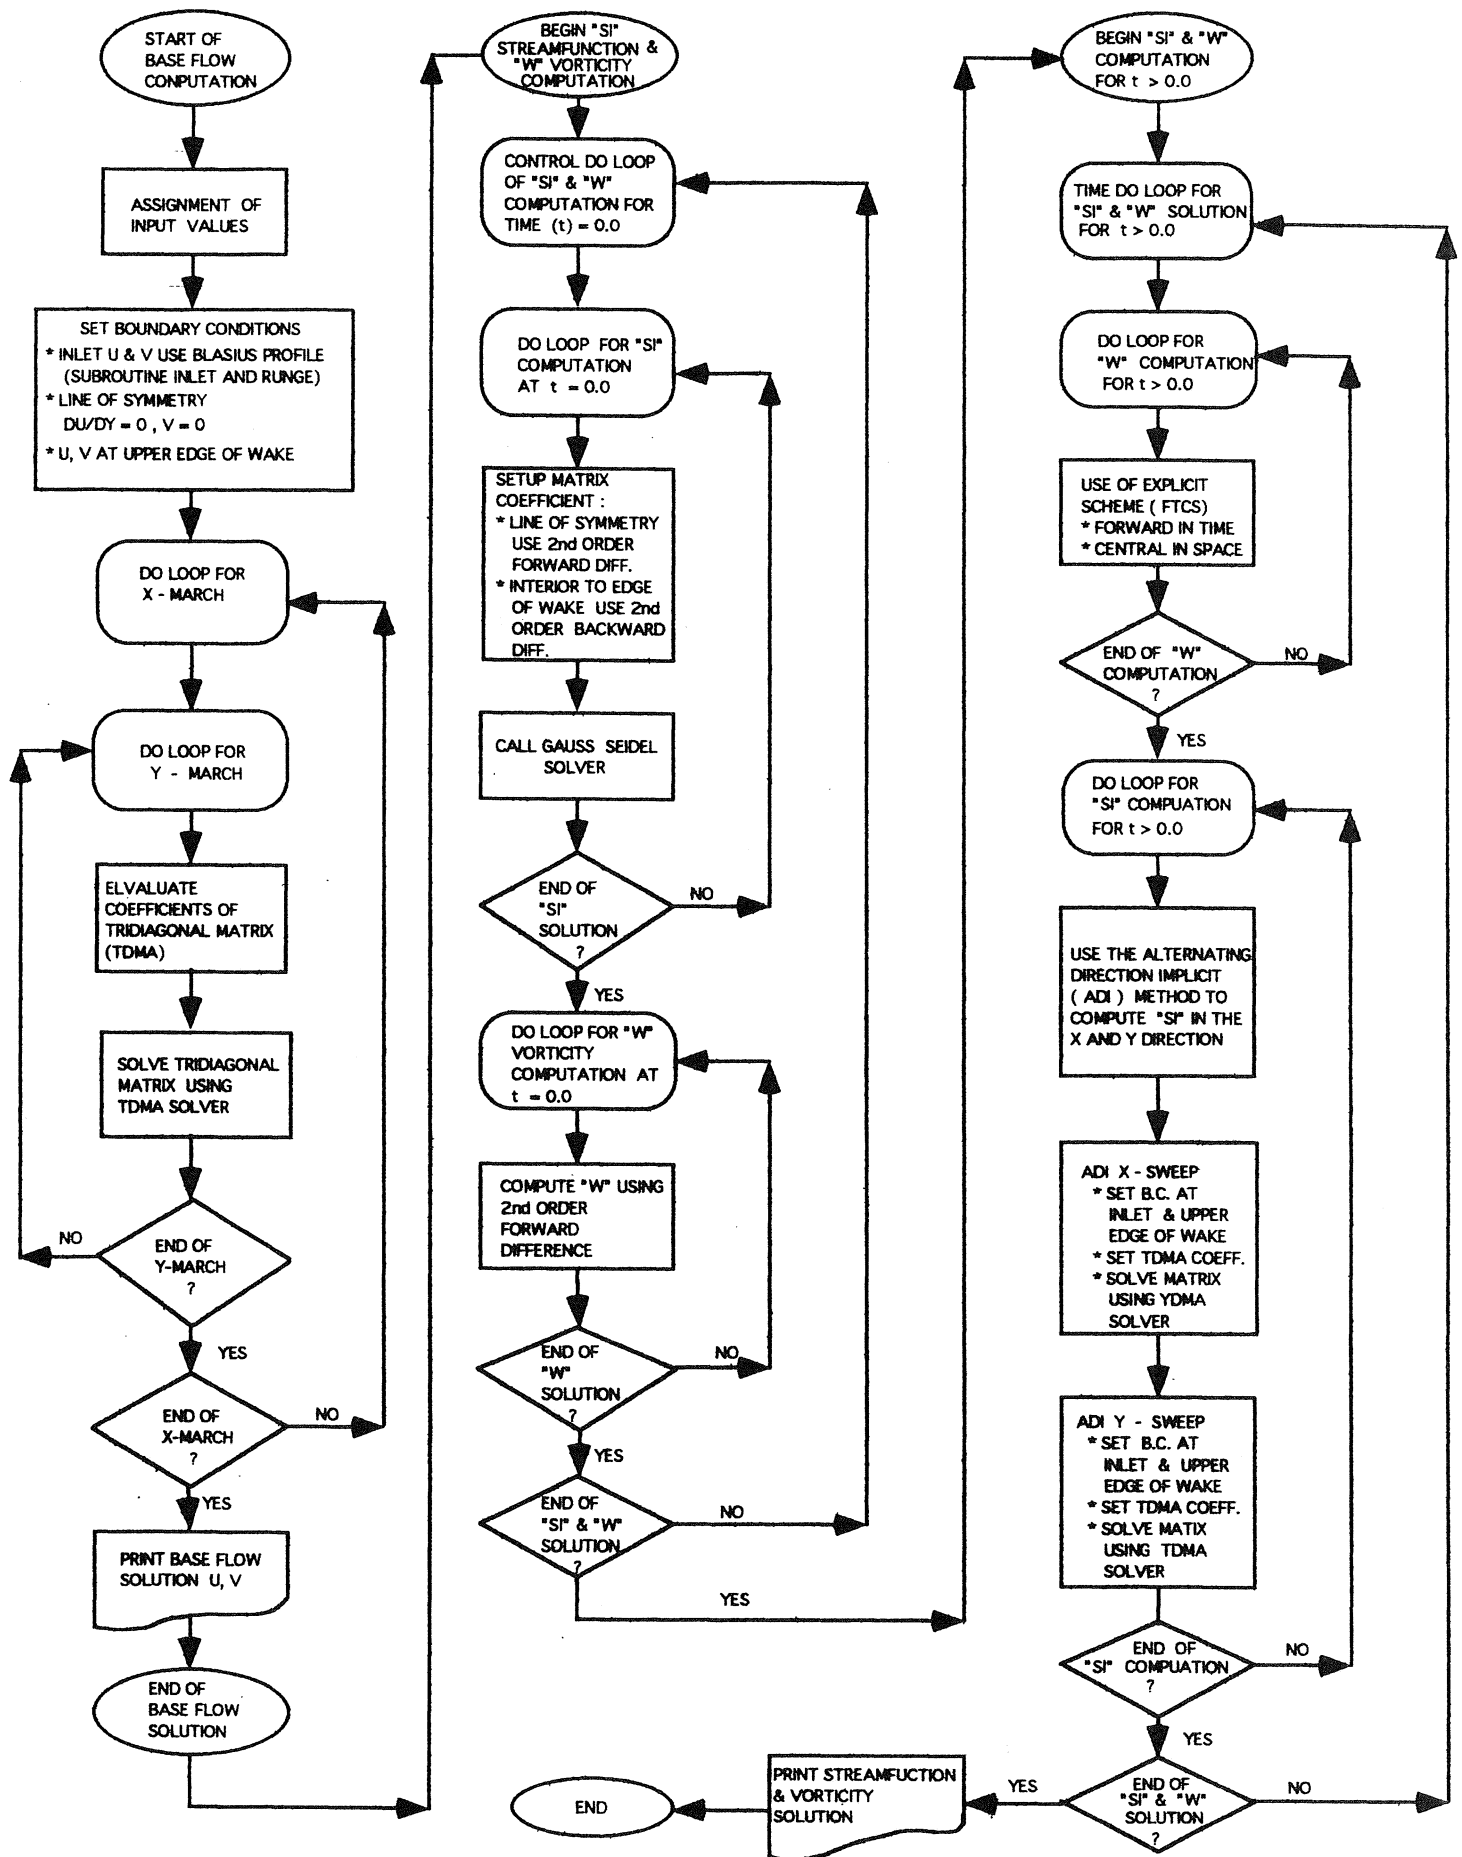 START OF
BASE FLOW
CONPUTATION
ASSIGNMENT OF
INPUT VALUES
SET BOUNDARY CONDITIONS
* INLET U & V USE BLASIUS PROFILE
(SUBROUTINE INLET AND RUNGE)
* LINE OF SYMMETRY
DU/DY = 0 , V = 0
* U, V AT UPPER EDGE OF WAKE
DO LOOP FOR
X - MARCH
DO LOOP FOR
Y - MARCH
ELVALUATE
COEFFICIENTS OF
TRIDIAGONAL MATRIX
(TDMA)
SOLVE TRIDIAGONAL
MATRIX USING
TDMA SOLVER
END OF
Y-MARCH
?
NO
YES
END OF
X-MARCH
?
NO
YES
PRINT BASE FLOW
SOLUTION U, V
END OF
BASE FLOW
SOLUTION
BEGIN "SI"
STREAMFUNCTION &
"W" VORTICITY
COMPUTATION
CONTROL DO LOOP
OF "SI" & "W"
COMPUTATION FOR
TIME (t) = 0.0
DO LOOP FOR "SI"
COMPUTATION
AT t = 0.0
SETUP MATRIX
COEFFICIENT :
* LINE OF SYMMETRY
USE 2nd ORDER
FORWARD DIFF.
* INTERIOR TO EDGE
OF WAKE USE 2nd
ORDER BACKWARD
DIFF.
CALL GAUSS SEIDEL
SOLVER
END OF
"SI"
SOLUTION
?
NO
YES
DO LOOP FOR "W"
VORTICITY
COMPUTATION AT
t = 0.0
COMPUTE "W" USING
2nd ORDER
FORWARD
DIFFERENCE
END OF
"W"
SOLUTION
?
NO
YES
END OF
"SI" & "W"
SOLUTION
?
NO
YES
BEGIN "SI" & "W"
COMPUTATION
FOR t > 0.0
TIME DO LOOP FOR
"SI" & "W" SOLUTION
FOR t > 0.0
DO LOOP FOR
"W" COMPUTATION
FOR t > 0.0
USE OF EXPLICIT
SCHEME ( FTCS)
* FORWARD IN TIME
* CENTRAL IN SPACE
END OF "W"
COMPUTATION
?
NO
YES
DO LOOP FOR
"SI" COMPUATION
FOR t > 0.0
USE THE ALTERNATING
DIRECTION IMPLICIT
( ADI ) METHOD TO
COMPUTE "SI" IN THE
X AND Y DIRECTION
ADI X - SWEEP
* SET B.C. AT
INLET & UPPER
EDGE OF WAKE
* SET TDMA COEFF.
* SOLVE MATRIX
USING YDMA
SOLVER
ADI Y - SWEEP
* SET B.C. AT
INLET & UPPER
EDGE OF WAKE
* SET TDMA COEFF.
* SOLVE MATIX
USING TDMA
SOLVER
END OF
"SI" COMPUATION
?
NO
YES
END OF
"SI" & "W"
SOLUTION
?
NO
YES
PRINT STREAMFUCTION
& VORTICITY
SOLUTION
END